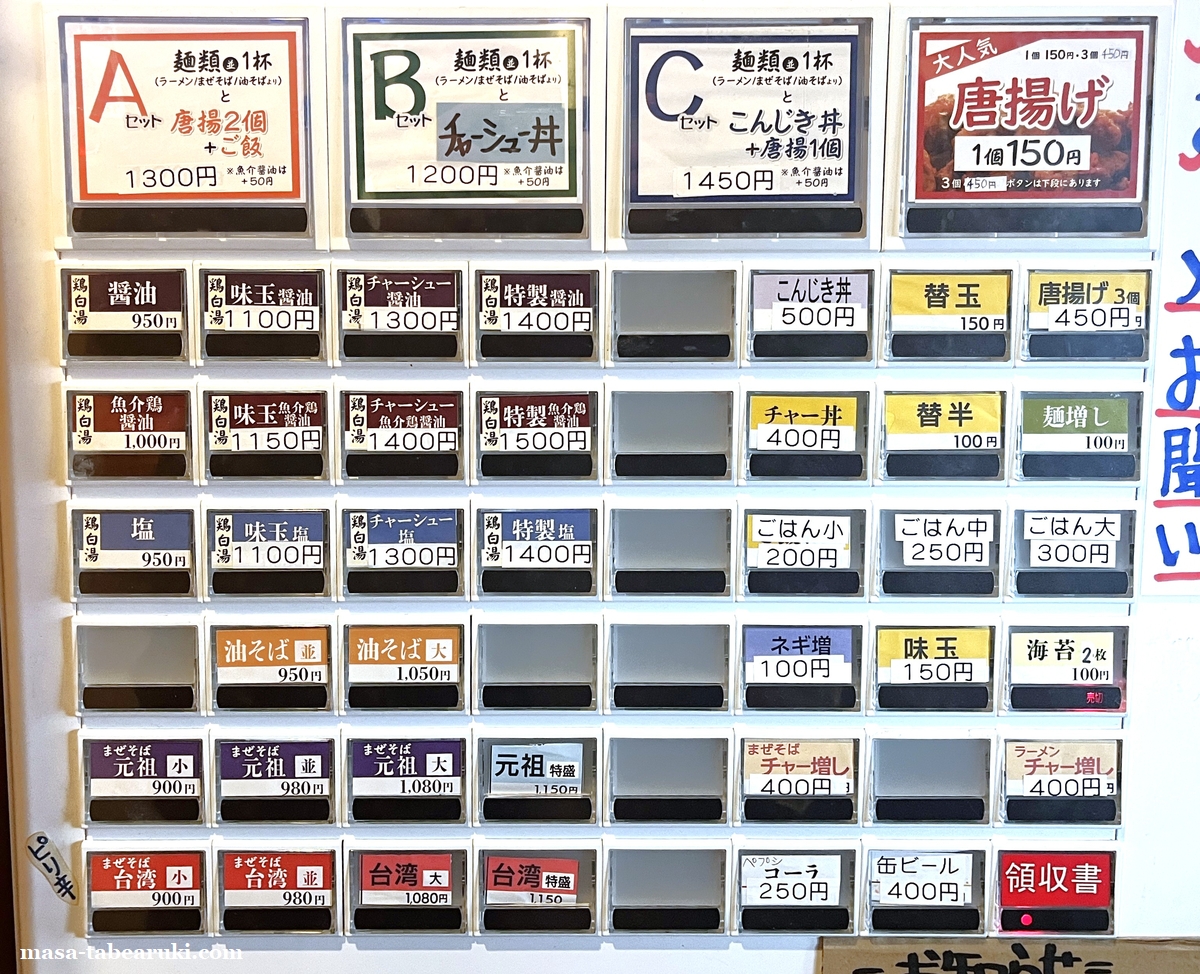 A
セット
麺類並1杯
(ラーメン/まぜそば/油そばより)
と
唐揚2個
+ご飯
1300円
※魚介醤油は
+50円
B
セット
麺類並1杯
(ラーメン/まぜそば/油そばより)
と
チャーシュー丼
1200円
※魚介醤油は
+50円
C
セット
麺類並1杯
(ラーメン/まぜそば/油そばより)
と
こんじき丼
+唐揚1個
1450円
※魚介醤油は
+50円
大人気
1個150円・3個450円
唐揚げ
1個150円
3個450円ボタンは下段にあります
鶏白湯
醤油
950円
鶏白湯
味玉醤油
1100円
鶏白湯
チャーシュー
醤油
1300円
鶏白湯
特製醤油
1400円
こんじき丼
500円
替玉
150円
唐揚げ3個
450円
鶏白湯
魚介鶏
醤油
1,000円
鶏白湯
味玉魚介鶏
醤油
1150円
鶏白湯
チャーシュー
魚介鶏醤油
1400円
鶏白湯
特製魚介鶏
醤油
1500円
チャー丼
400円
替半
100円
麺増し
100円
鶏白湯
塩
950円
鶏白湯
味玉塩
1100円
鶏白湯
チャーシュー
塩
1300円
鶏白湯
特製塩
1400円
ごはん小
200円
ごはん中
250円
ごはん大
300円
油そば 並
950円
油そば 大
1,050円
ネギ増
100円
味玉
150円
海苔2枚
100円
売切
まぜそば
元祖 小
900円
まぜそば
元祖 並
980円
まぜそば
元祖 大
1,080円
元祖 特盛
1,150円
まぜそば
チャー増し
400円
ラーメン
チャー増し
400円
ピリ辛
まぜそば
台湾 小
900円
まぜそば
台湾 並
980円
台湾 大
1,080円
台湾 特盛
1,150
ペプシ
コーラ
250円
缶ビール
400円
領収書
お聞い
お知らせ
masa-tabearuki.com